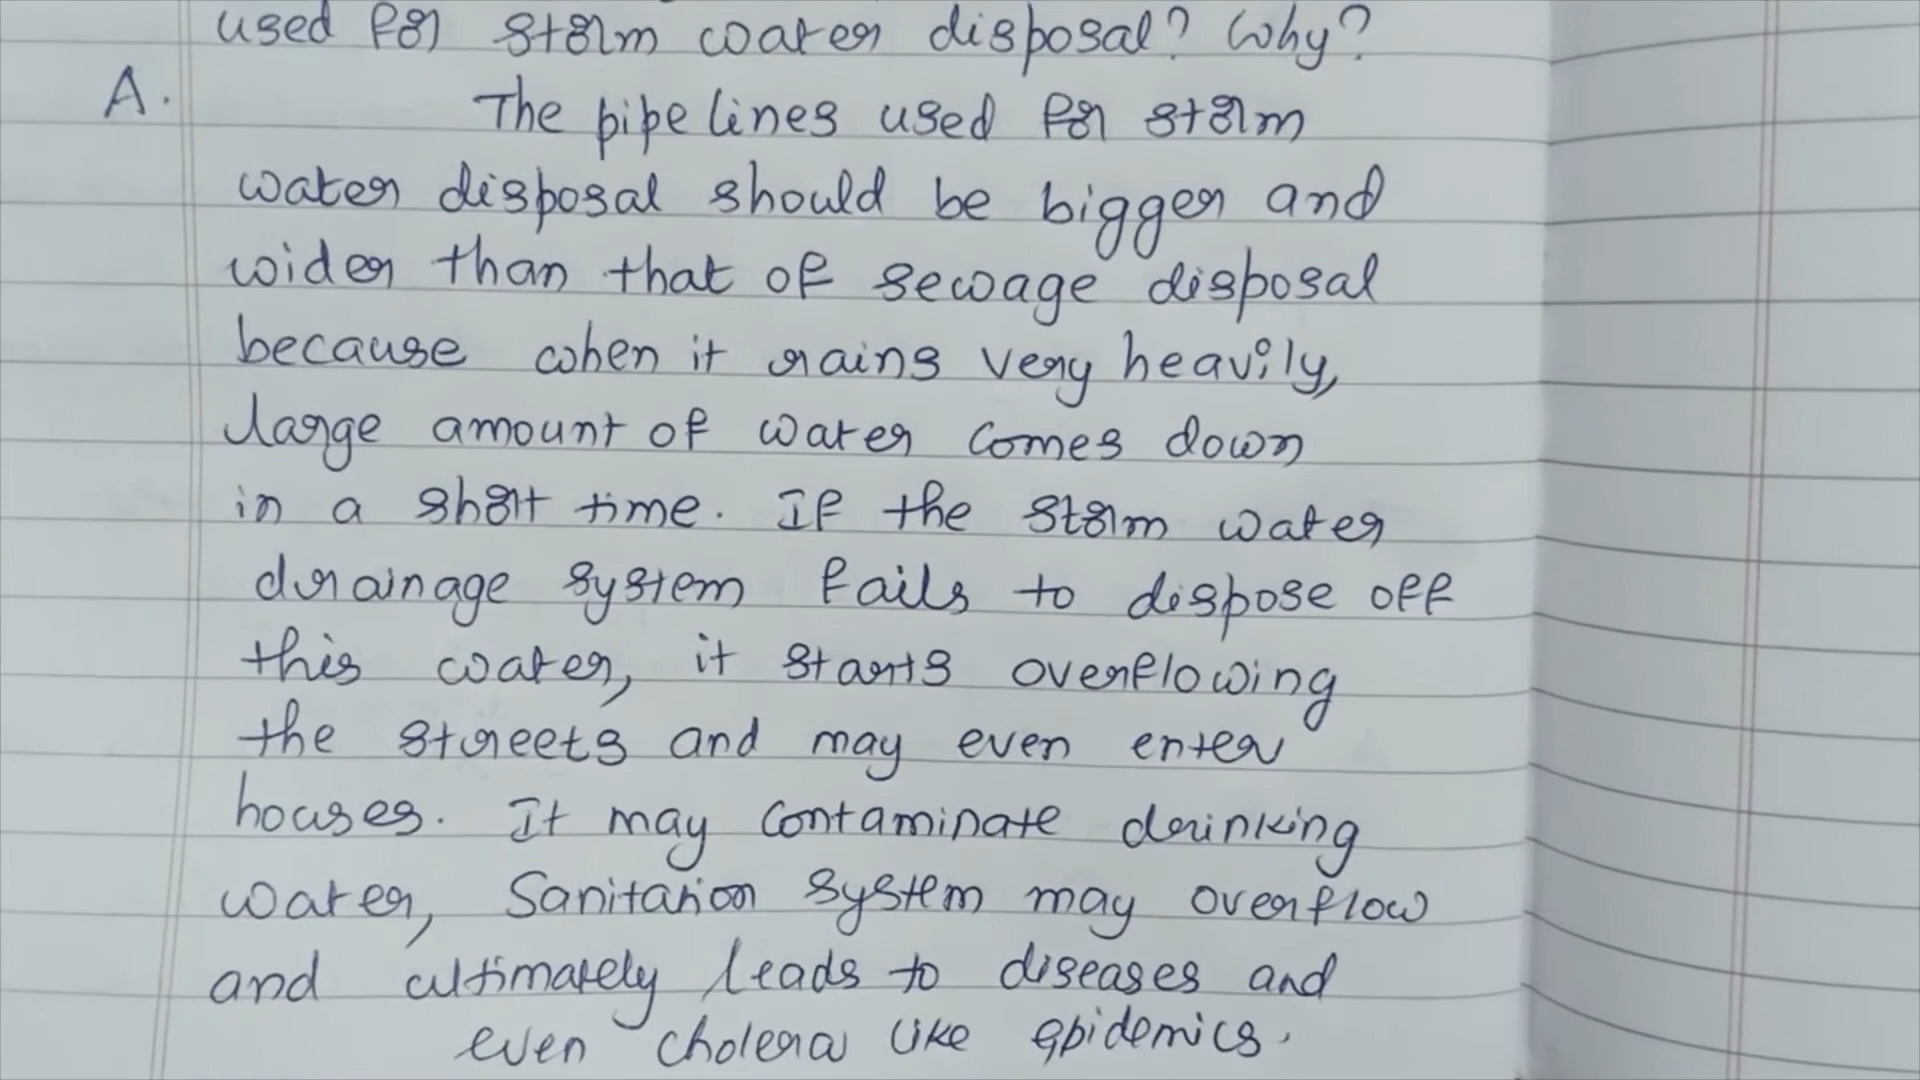 used for storm water disposal? Why?
A. The pipelines used for storm
water disposal should be bigger and
wider than that of sewage disposal
because when it rains very heavily,
large amount of water comes down
in a short time. If the storm water
drainage system fails to dispose off
this water, it starts overflowing
the streets and may even enter
houses. It may contaminate drinking
water, Sanitation system may overflow
and ultimately leads to diseases and
even cholera like epidemics.